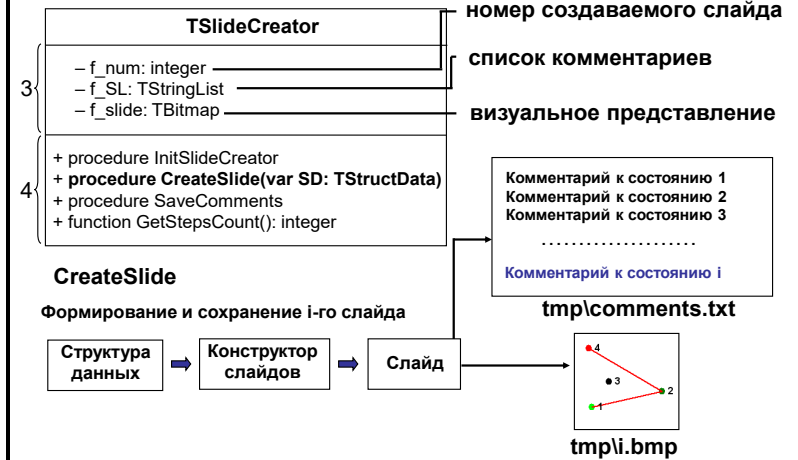 TSlideCreator
номер создаваемого слайда
3
– f_num: integer
– f_SL: TStringList
– f_slide: TBitmap
список комментариев
визуальное представление
4
+ procedure InitSlideCreator
+ procedure CreateSlide(var SD: TStructData)
+ procedure SaveComments
+ function GetStepsCount(): integer
Комментарий к состоянию 1
Комментарий к состоянию 2
Комментарий к состоянию 3
. . . . . . . . . . . . . . . . . . . . . .
Комментарий к состоянию i
tmp\comments.txt
CreateSlide
Формирование и сохранение i-го слайда
Структура
данных
Конструктор
слайдов
Слайд
4
3
2
1
tmp\i.bmp